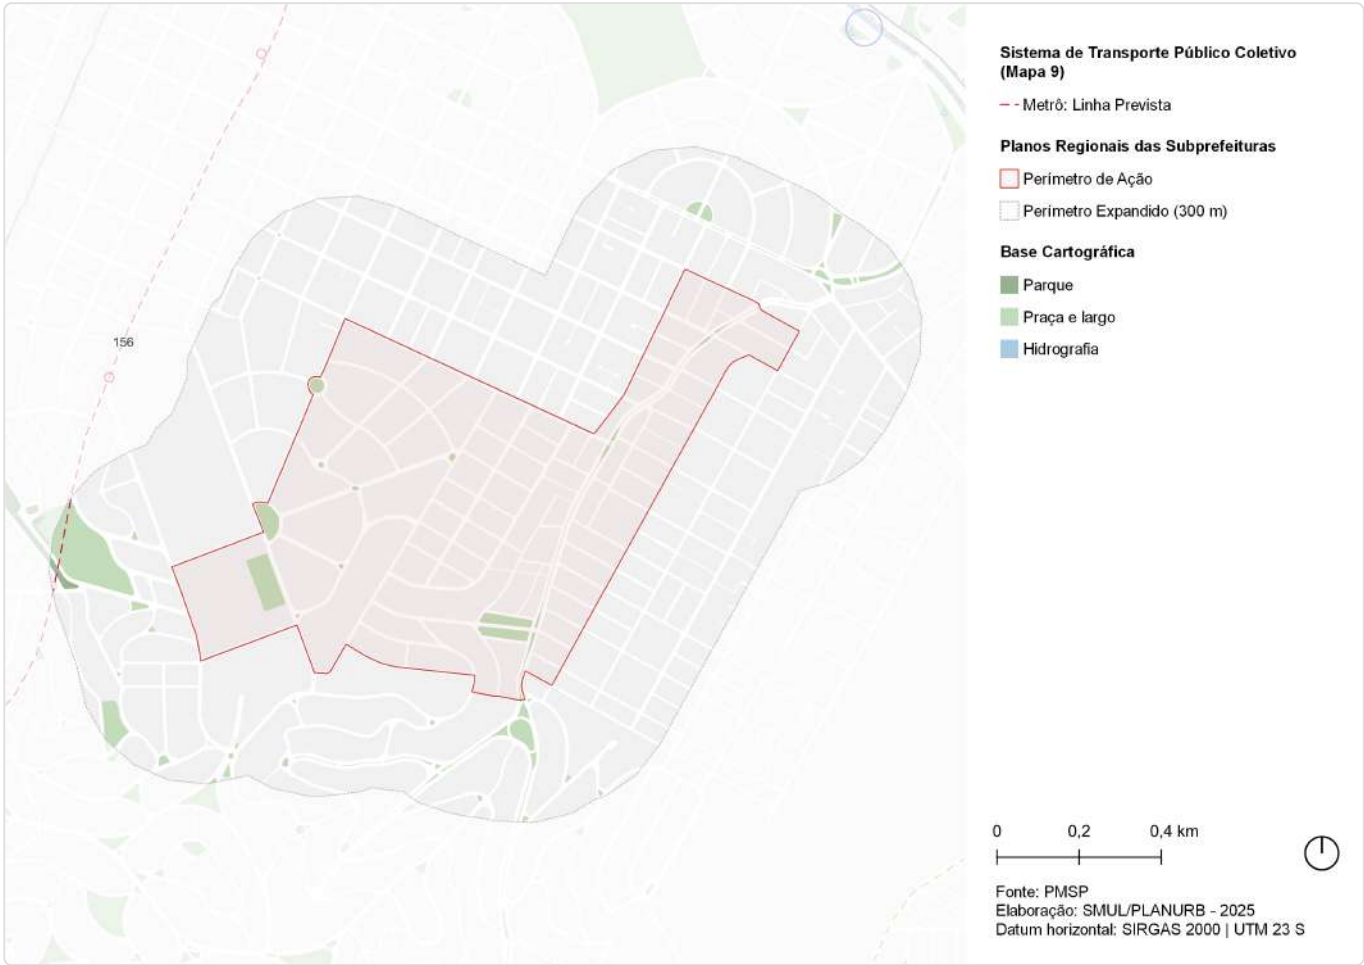 Sistema de Transporte Público Coletivo
(Mapa 9)
Metrô: Linha Prevista
Planos Regionais das Subprefeituras
Perímetro de Ação
Perímetro Expandido (300 m)
Base Cartográfica
Parque
Praça e largo
Hidrografia
156
0 0,2 0,4 km
Fonte: PMSP
Elaboração: SMUL/PLANURB - 2025
Datum horizontal: SIRGAS 2000 | UTM 23 S